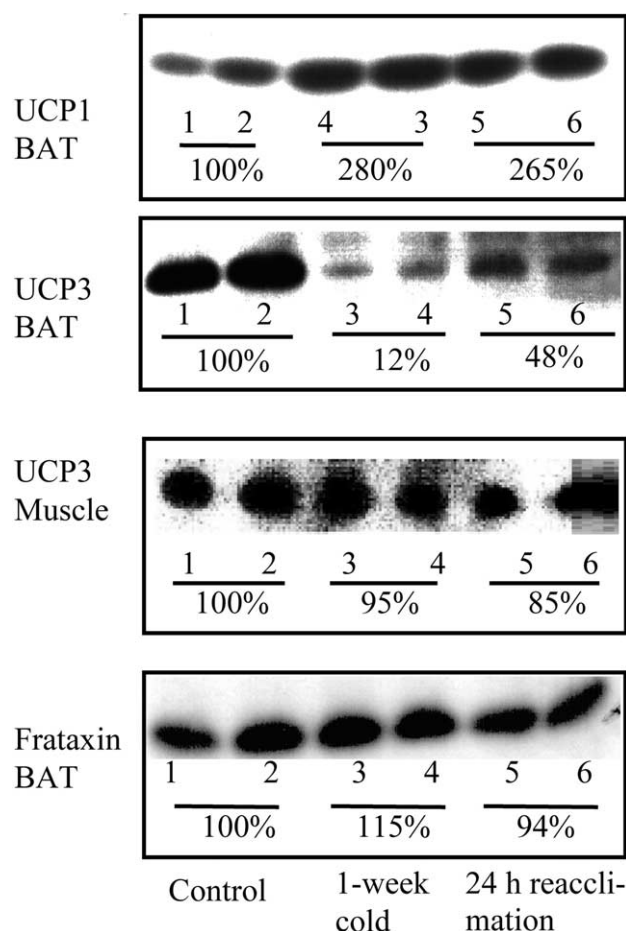 UCP1
BAT
1 2 4 3 5 6
100% 280% 265%
UCP3
BAT
1 2 3 4 5 6
100% 12% 48%
UCP3
Muscle
1 2 3 4 5 6
100% 95% 85%
Frataxin
BAT
1 2 3 4 5 6
100% 115% 94%
Control 1-week 24 h reaccli-
cold mation